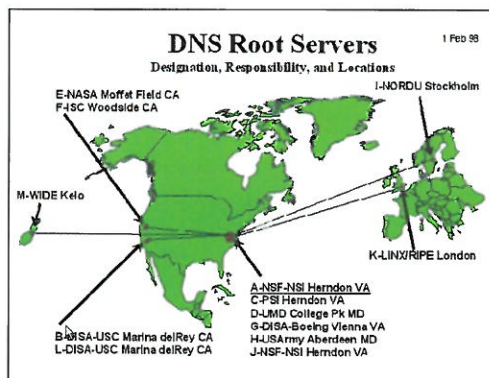 DNS Root Servers
1 Feb 98
Designation, Responsibility, and Locations
E-NASA Moffet Field CA
F-ISC Woodside CA
I-NORDU Stockholm
M-WIDE Keio
K-LINX/RIPE London
A-NSF-NSI Herndon VA
C-PSI Herndon VA
D-UMD College Pk MD
G-DISA-Boeing Vienna VA
H-USArmy Aberdeen MD
J-NSF-NSI Herndon VA
B-DISA-USC Marina delRey CA
L-DISA-USC Marina delRey CA